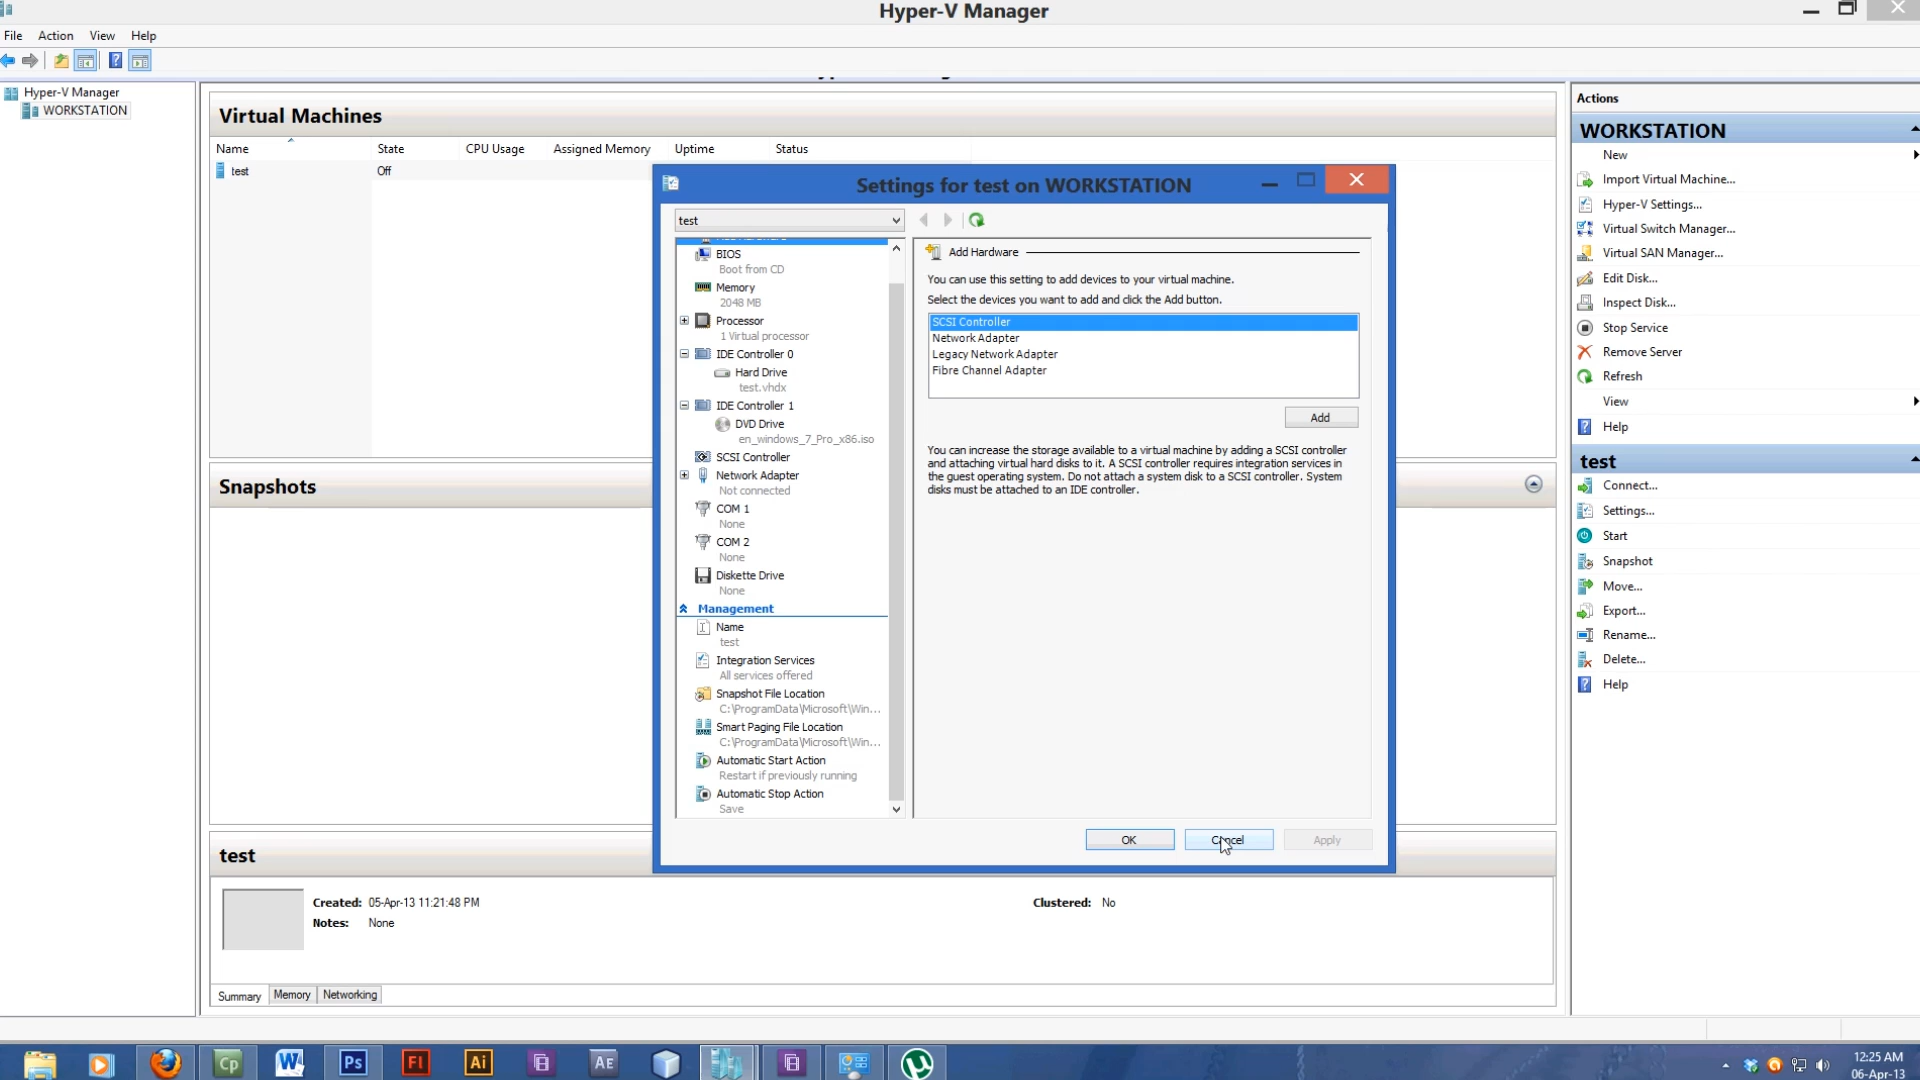 Hyper-V Manager
File Action View Help
Hyper-V Manager
WORKSTATION
Virtual Machines
Name State CPU Usage Assigned Memory Uptime Status
test Off
Snapshots
test
Created: 05-Apr-13 11:21:48 PM
Notes: None
Clustered: No
Summary Memory Networking
Settings for test on WORKSTATION
test
BIOS
Boot from CD
Memory
2048 MB
Processor
1 Virtual processor
IDE Controller 0
Hard Drive
test.vhdx
IDE Controller 1
DVD Drive
en_windows_7_Pro_x86.iso
SCSI Controller
Network Adapter
Not connected
COM 1
None
COM 2
None
Diskette Drive
None
Management
Name
test
Integration Services
All services offered
Snapshot File Location
C:\ProgramData\Microsoft\Win...
Smart Paging File Location
C:\ProgramData\Microsoft\Win...
Automatic Start Action
Restart if previously running
Automatic Stop Action
Save
Add Hardware
You can use this setting to add devices to your virtual machine.
Select the devices you want to add and click the Add button.
SCSI Controller
Network Adapter
Legacy Network Adapter
Fibre Channel Adapter
Add
You can increase the storage available to a virtual machine by adding a SCSI controller
and attaching virtual hard disks to it. A SCSI controller requires integration services in
the guest operating system. Do not attach a system disk to a SCSI controller. System
disks must be attached to an IDE controller.
OK Cancel Apply
Actions
WORKSTATION
New
Import Virtual Machine...
Hyper-V Settings...
Virtual Switch Manager...
Virtual SAN Manager...
Edit Disk...
Inspect Disk...
Stop Service
Remove Server
Refresh
View
Help
test
Connect...
Settings...
Start
Snapshot
Move...
Export...
Rename...
Delete...
Help
Cp W Ps Fl Ai AE
12:25 AM
06-Apr-13